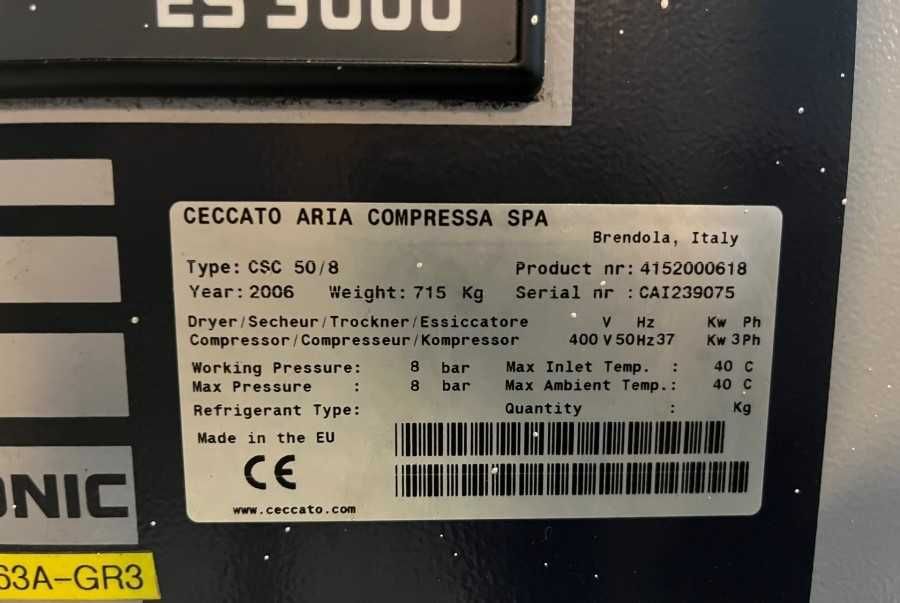 ES 3000
CECCATO ARIA COMPRESSA SPA
Brendola, Italy
Type: CSC 50/8 Product nr: 4152000618
Year: 2006 Weight: 715 Kg Serial nr : CAI239075
Dryer/Secheur/Trockner/Essiccatore V Hz Kw Ph
Compressor/Compresseur/Kompressor 400 V 50Hz 37 Kw 3Ph
Working Pressure: 8 bar Max Inlet Temp. : 40 C
Max Pressure : 8 bar Max Ambient Temp.: 40 C
Refrigerant Type: Quantity : Kg
Made in the EU
CE
www.ceccato.com
ONIC
63A-GR3